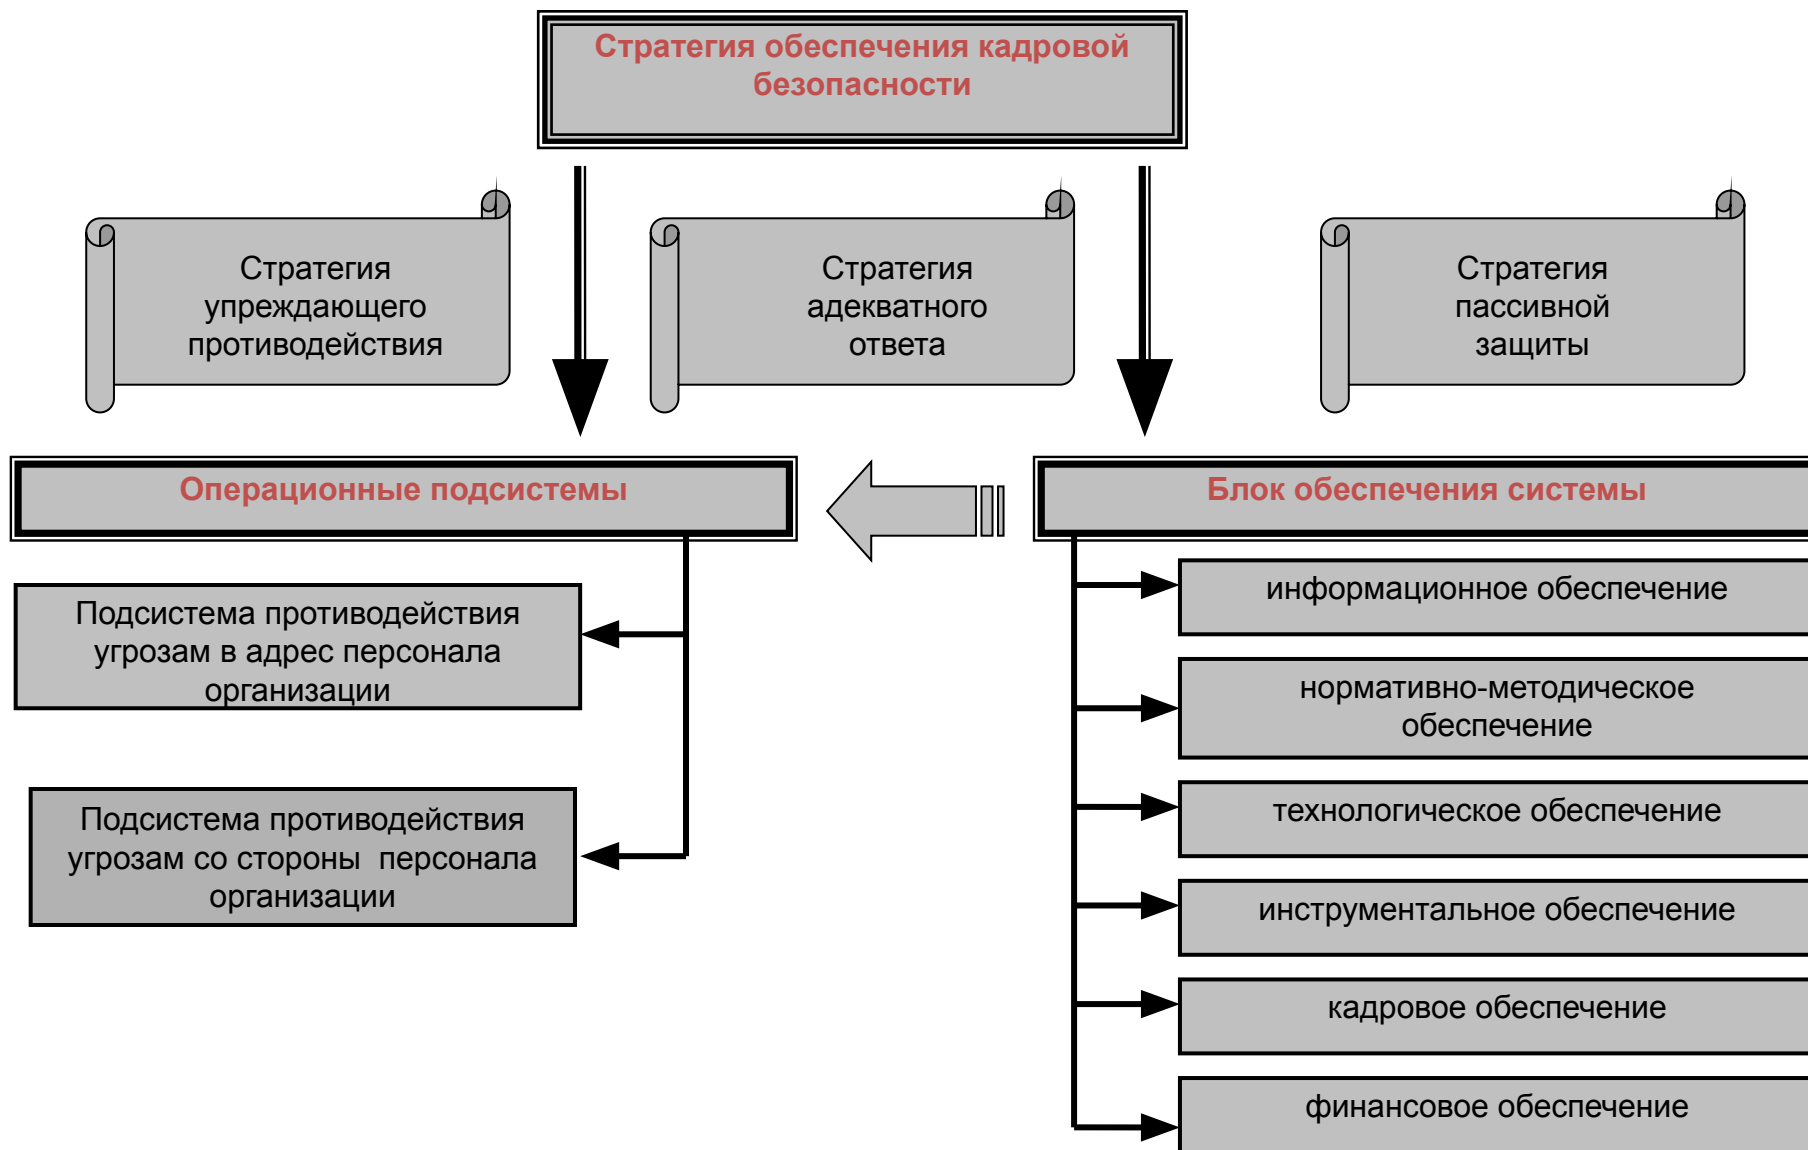 Стратегия обеспечения кадровой
безопасности
Стратегия
упреждающего
противодействия
Стратегия
адекватного
ответа
Стратегия
пассивной
защиты
Операционные подсистемы
Блок обеспечения системы
Подсистема противодействия
угрозам в адрес персонала
организации
Подсистема противодействия
угрозам со стороны персонала
организации
информационное обеспечение
нормативно-методическое
обеспечение
технологическое обеспечение
инструментальное обеспечение
кадровое обеспечение
финансовое обеспечение